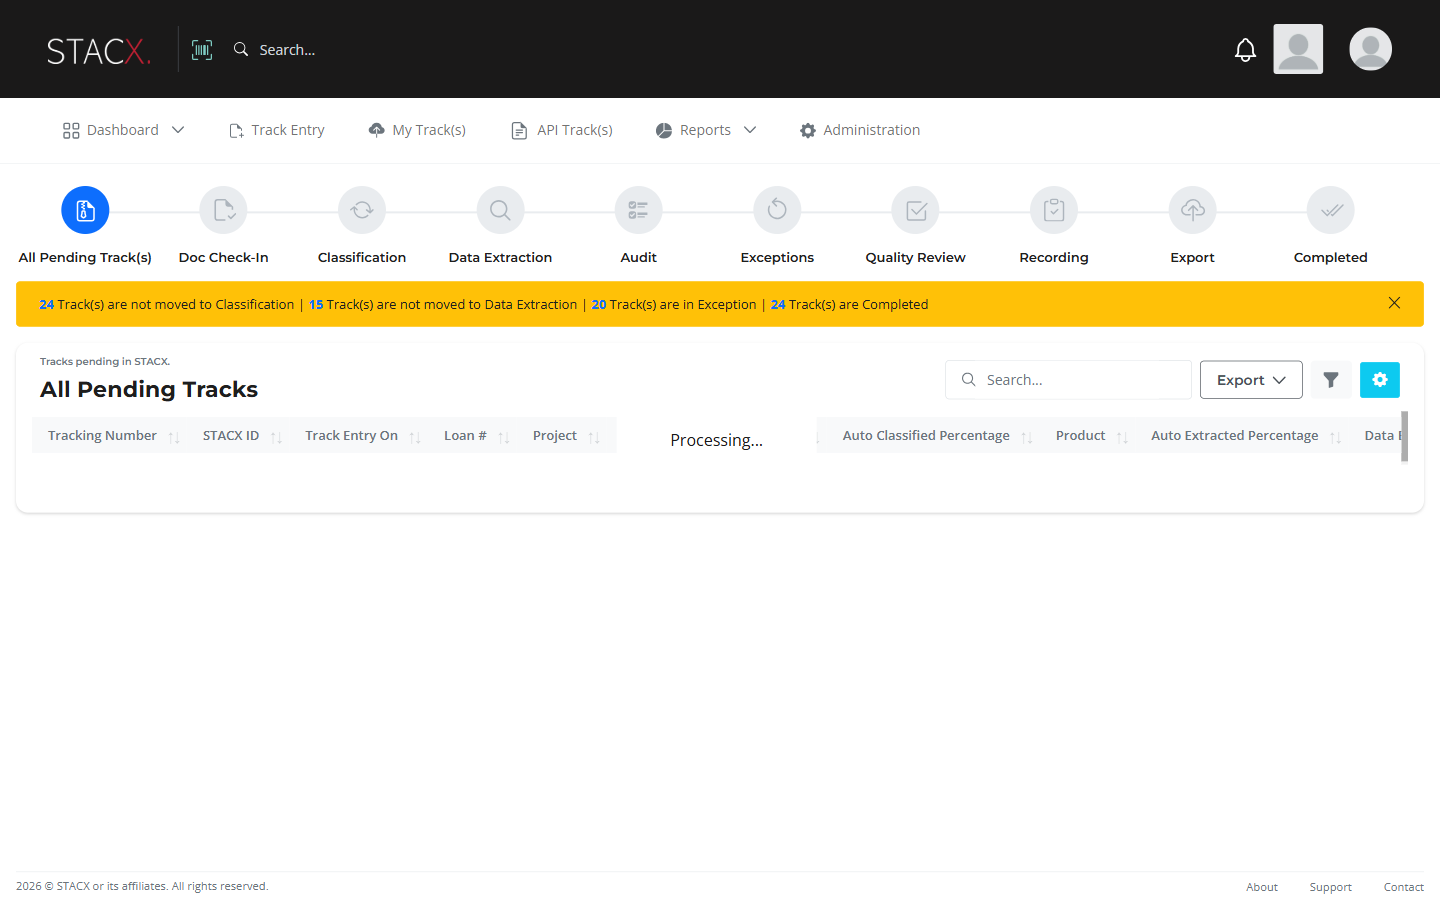 STACX.
Search...
Dashboard
Track Entry
My Track(s)
API Track(s)
Reports
Administration
All Pending Track(s)
Doc Check-In
Classification
Data Extraction
Audit
Exceptions
Quality Review
Recording
Export
Completed
24 Track(s) are not moved to Classification | 15 Track(s) are not moved to Data Extraction | 20 Track(s) are in Exception | 24 Track(s) are Completed
Tracks pending in STACX.
All Pending Tracks
Search...
Export
Tracking Number
STACX ID
Track Entry On
Loan #
Project
Processing...
Auto Classified Percentage
Product
Auto Extracted Percentage
Data
2026 © STACX or its affiliates. All rights reserved.
About
Support
Contact